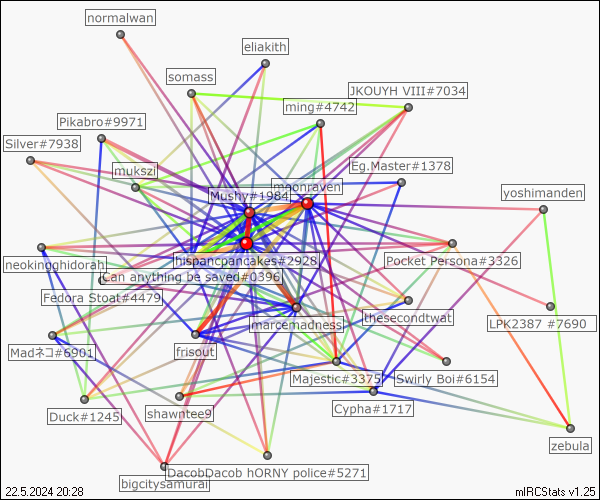 normalwan
eliakith
somass
JKOUYH VIII#7034
ming#4742
Pikabro#9971
Silver#7938
mukszi
Eg.Master#1378
moonraven
Mushy#1984
yoshimanden
hispancpancakes#2928
Pocket Persona#3326
neokingghidorah
Can anything be saved#0396
Fedora Stoat#4479
marcemadness
thesecondtwat
LPK2387 #7690
Madネコ#6901
frisout
Majestic#3375
Swirly Boi#6154
Duck#1245
shawntee9
Cypha#1717
zebula
DacobDacob hORNY police#5271
bigcitysamurai
22.5.2024 20:28
mIRCStats v1.25